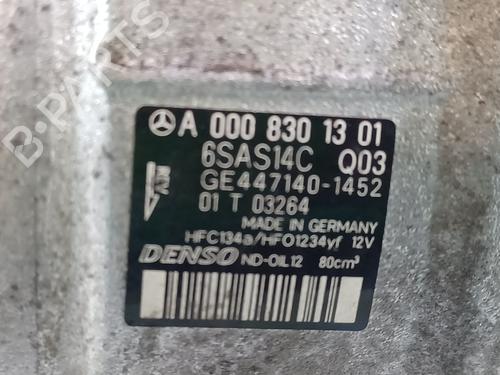 A 000 830 13 01
6SAS14C Q03
GE447140-1452
01 T 03264
MADE IN GERMANY
HFC134a/HFO1234yf 12V
DENSO ND-OIL12 80cm³
B-PARTS